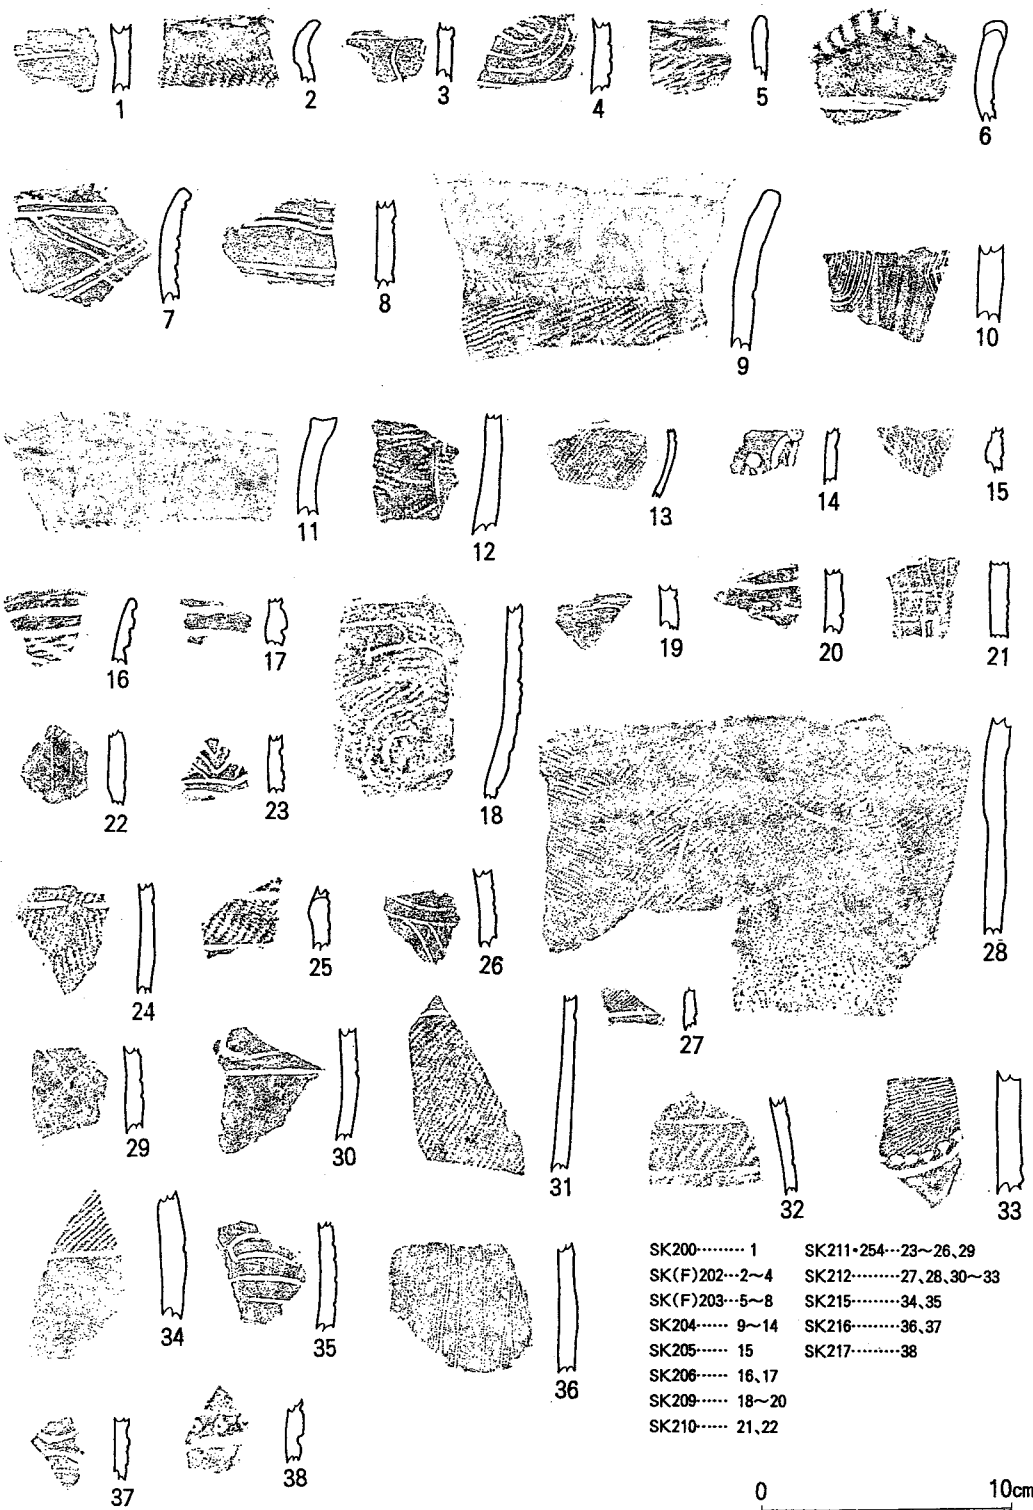 1 2 3 4 5 6
7 8 9 10
11 12 13 14 15
16 17 18 19 20 21
22 23
24 25 26 27 28
29 30 31 32 33
34 35 36
37 38
SK200……… 1
SK(F)202…2～4
SK(F)203…5～8
SK204…… 9～14
SK205…… 15
SK206…… 16、17
SK209…… 18～20
SK210…… 21、22
SK211・254…23～26、29
SK212………27、28、30～33
SK215………34、35
SK216………36、37
SK217………38
0 10cm